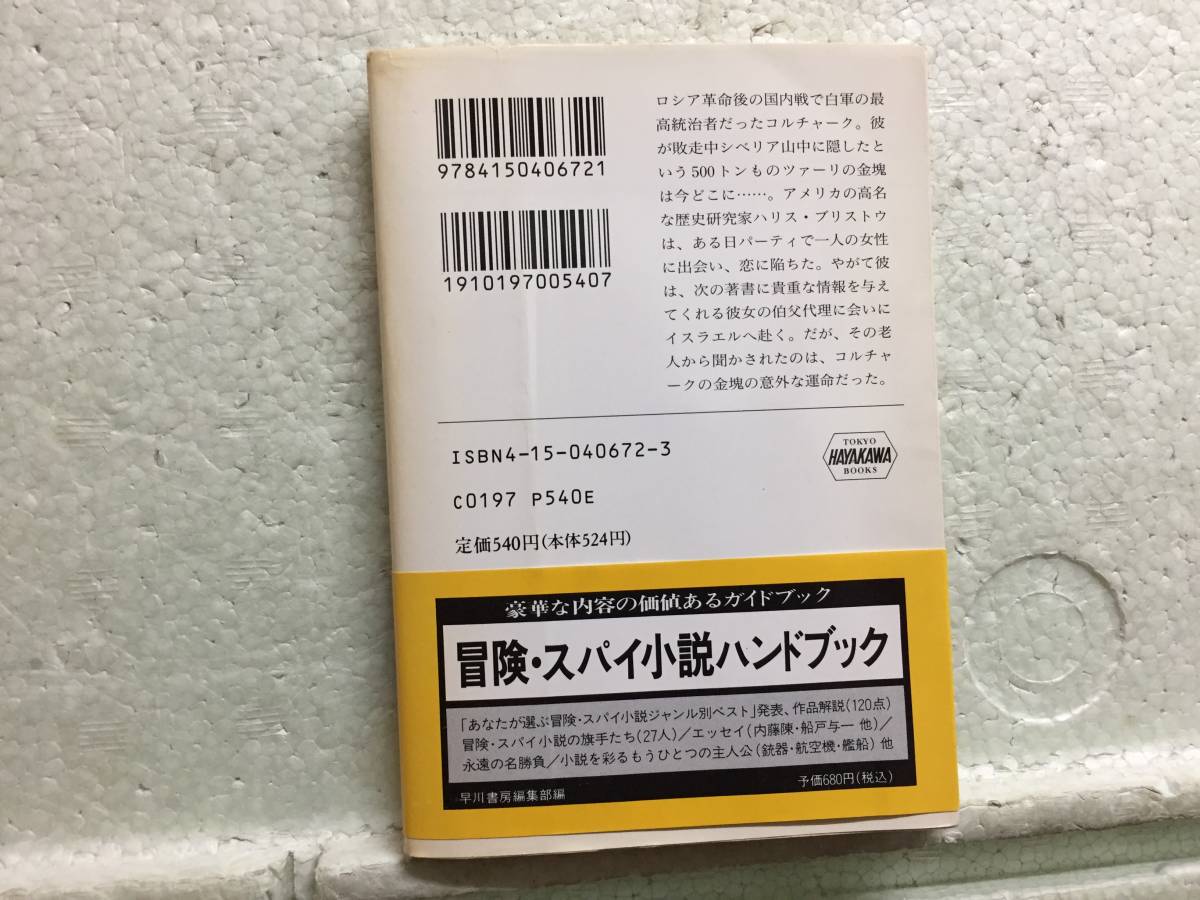 9784150406721
1910197005407
ロシア革命後の国内戦で白軍の最
高統治者だったコルチャーク。彼
が敗走中シベリア山中に隠したと
いう500トンものツァーリの金塊
は今どこに……。アメリカの高名
な歴史研究家ハリス・ブリストウ
は、ある日パーティで一人の女性
に出会い、恋に陥ちた。やがて彼
は、次の著書に貴重な情報を与え
てくれる彼女の伯父代理に会いに
イスラエルへ赴く。だが、その老
人から聞かされたのは、コルチャ
ークの金塊の意外な運命だった。
ISBN4-15-040672-3
C0197 P540E
定価540円(本体524円)
TOKYO
HAYAKAWA
BOOKS
豪華な内容の価値あるガイドブック
冒険・スパイ小説ハンドブック
「あなたが選ぶ冒険・スパイ小説ジャンル別ベスト」発表、作品解説(120点)
冒険・スパイ小説の旗手たち(27人)/エッセイ(内藤陳・船戸与一 他)/
永遠の名勝負/小説を彩るもうひとつの主人公(銃器・航空機・艦船) 他
早川書房編集部編
予価680円(税込)